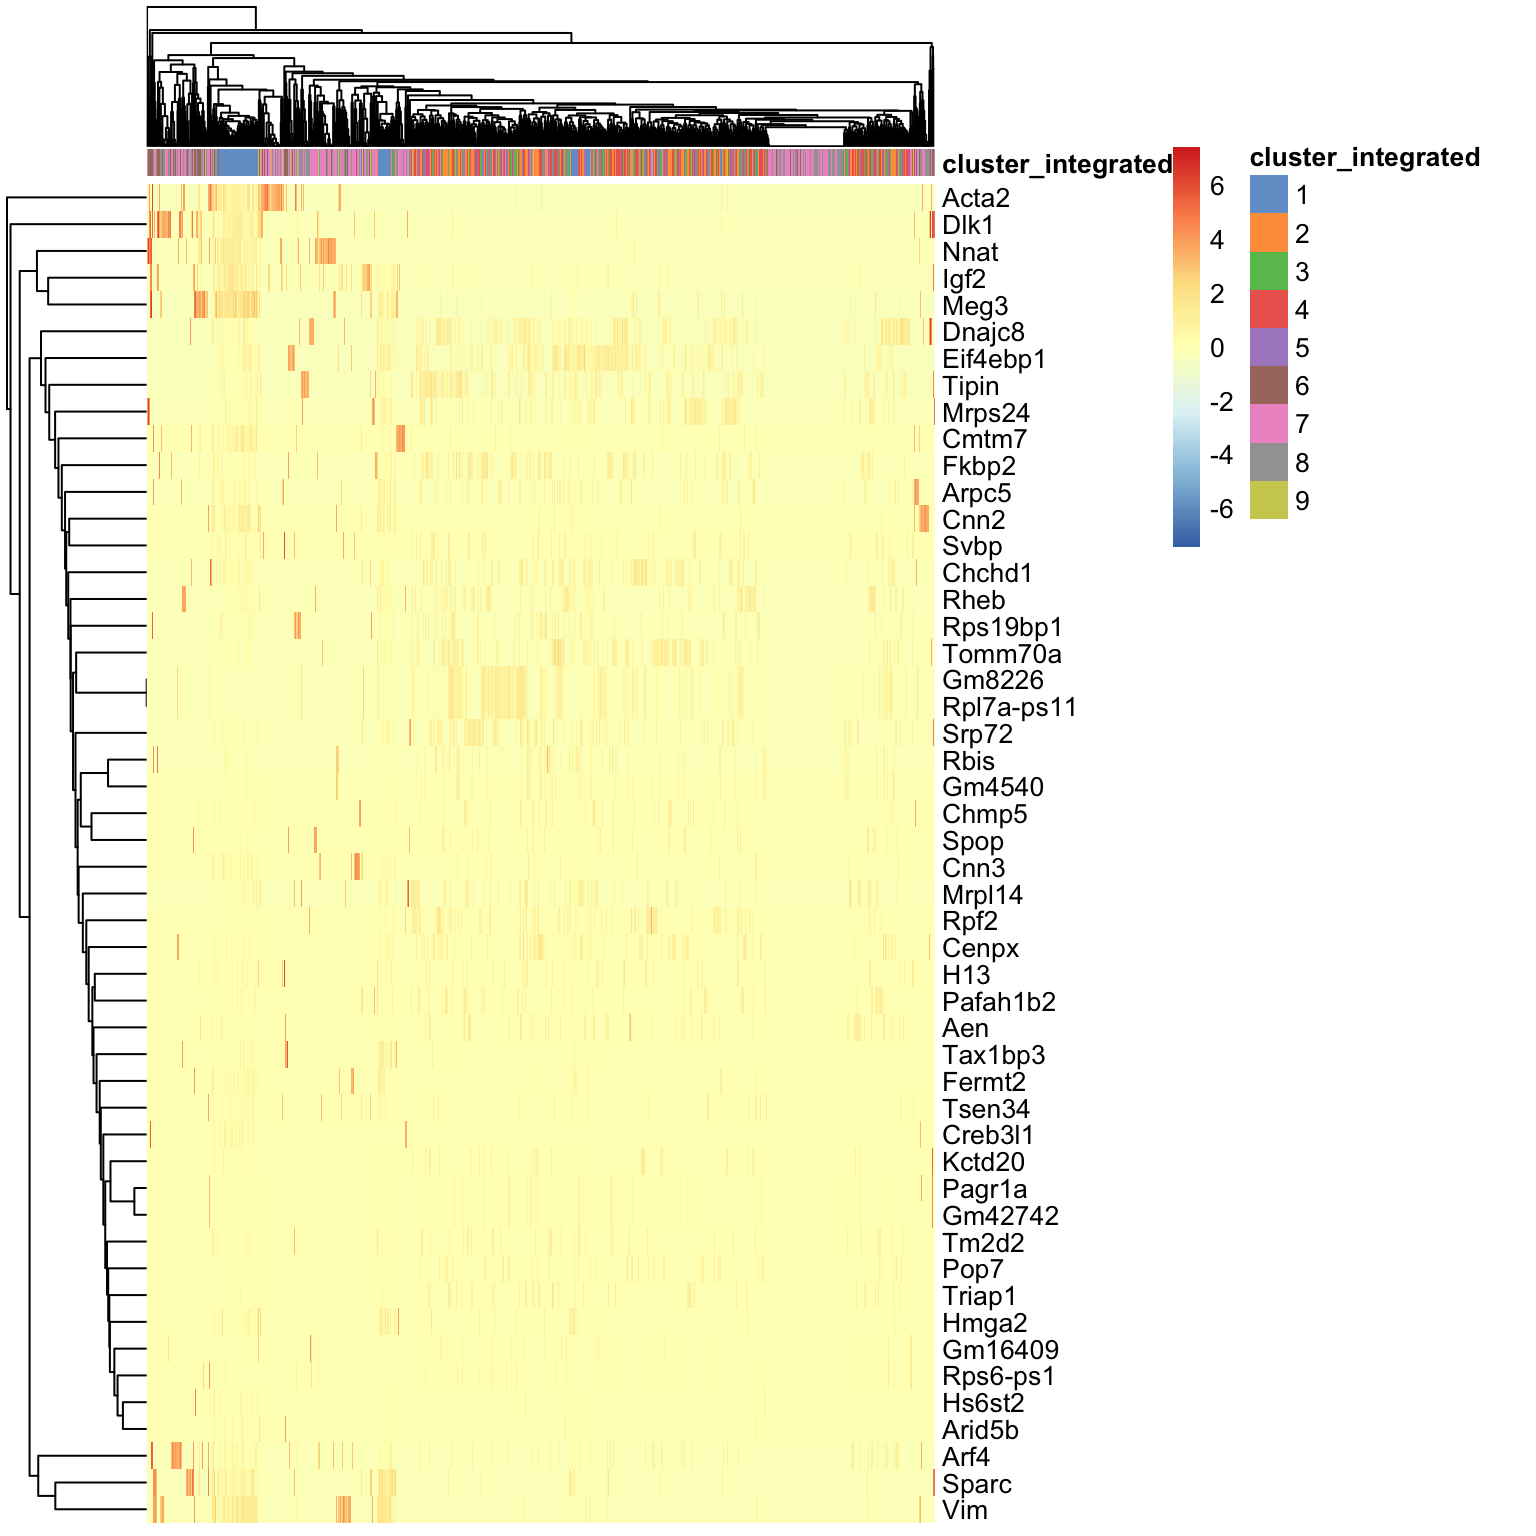 cluster_integrated
Acta2
Dlk1
Nnat
Igf2
Meg3
Dnajc8
Eif4ebp1
Tipin
Mrps24
Cmtm7
Fkbp2
Arpc5
Cnn2
Svbp
Chchd1
Rheb
Rps19bp1
Tomm70a
Gm8226
Rpl7a-ps11
Srp72
Rbis
Gm4540
Chmp5
Spop
Cnn3
Mrpl14
Rpf2
Cenpx
H13
Pafah1b2
Aen
Tax1bp3
Fermt2
Tsen34
Creb3l1
Kctd20
Pagr1a
Gm42742
Tm2d2
Pop7
Triap1
Hmga2
Gm16409
Rps6-ps1
Hs6st2
Arid5b
Arf4
Sparc
Vim
6
4
2
0
-2
-4
-6
cluster_integrated
1
2
3
4
5
6
7
8
9